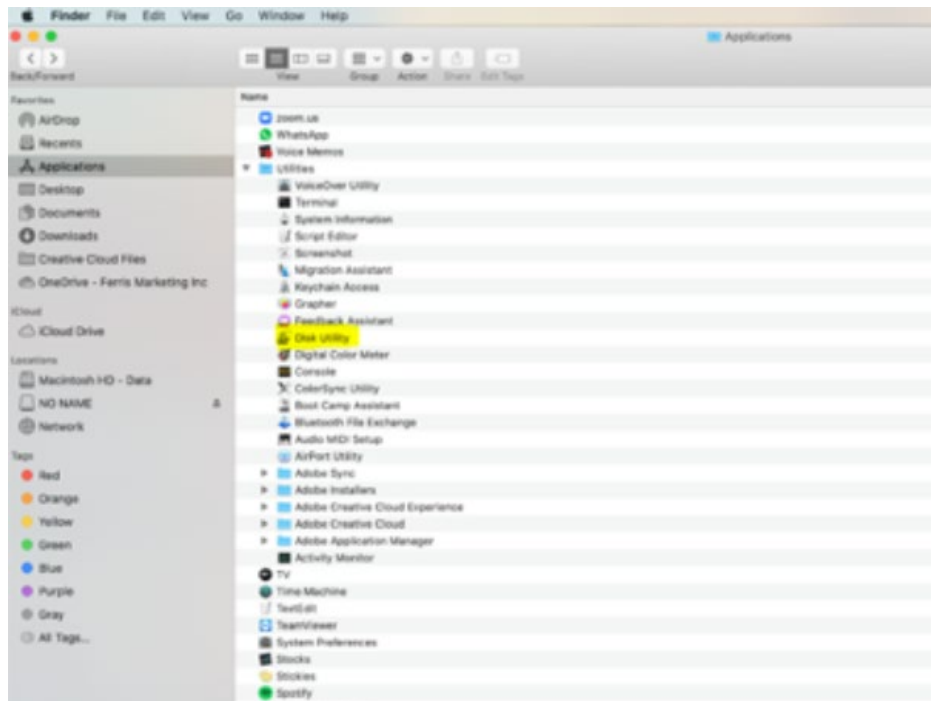 Finder File Edit View Go Window Help
Applications
Back/Forward View Group Action Share Edit Tags
Favorites
AirDrop
Recents
Applications
Desktop
Documents
Downloads
Creative Cloud Files
OneDrive - Ferris Marketing Inc
iCloud
iCloud Drive
Locations
Macintosh HD - Data
NO NAME
Network
Tags
Red
Orange
Yellow
Green
Blue
Purple
Gray
All Tags...
Name
zoom.us
WhatsApp
Voice Memos
Utilities
VoiceOver Utility
Terminal
System Information
Script Editor
Screenshot
Migration Assistant
Keychain Access
Grapher
Feedback Assistant
Disk Utility
Digital Color Meter
Console
ColorSync Utility
Boot Camp Assistant
Bluetooth File Exchange
Audio MIDI Setup
AirPort Utility
Adobe Sync
Adobe Installers
Adobe Creative Cloud Experience
Adobe Creative Cloud
Adobe Application Manager
Activity Monitor
TV
Time Machine
TextEdit
TeamViewer
System Preferences
Stocks
Stickies
Spotify